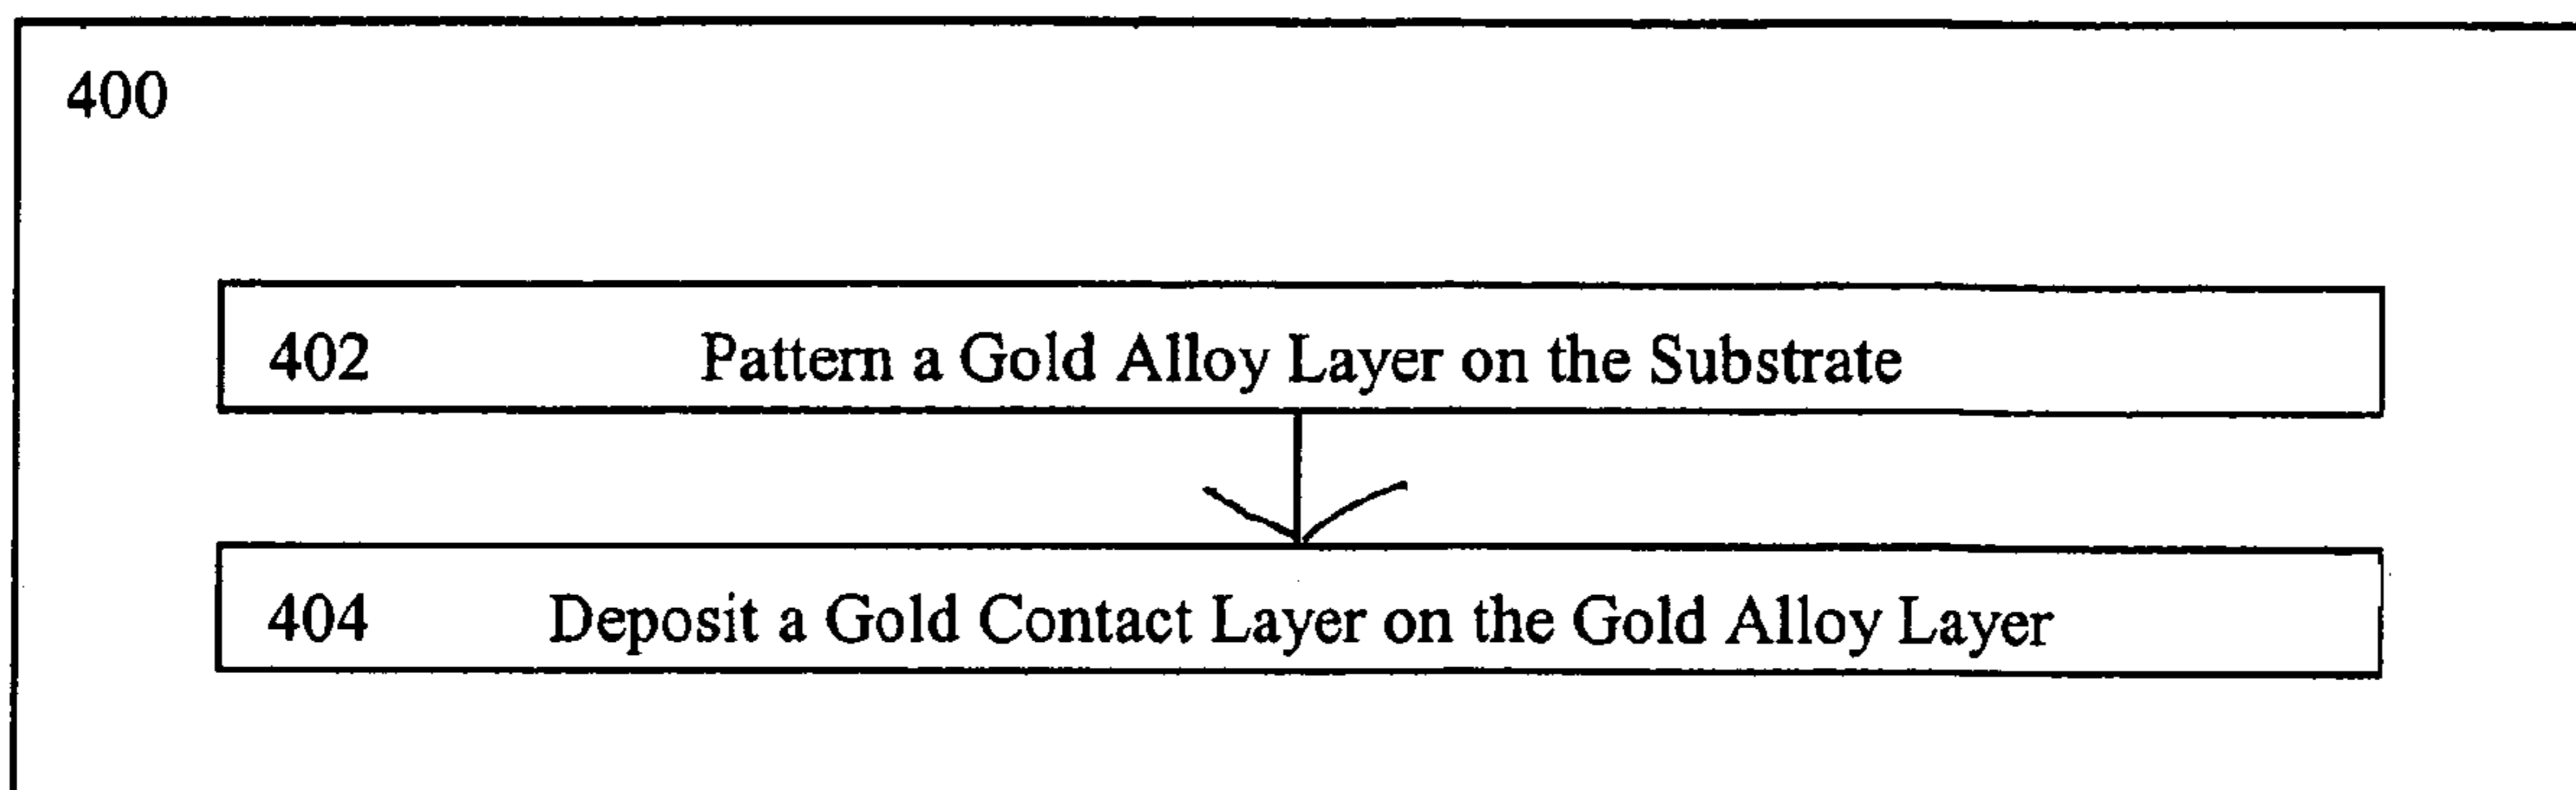 400
402 Pattern a Gold Alloy Layer on the Substrate
404 Deposit a Gold Contact Layer on the Gold Alloy Layer